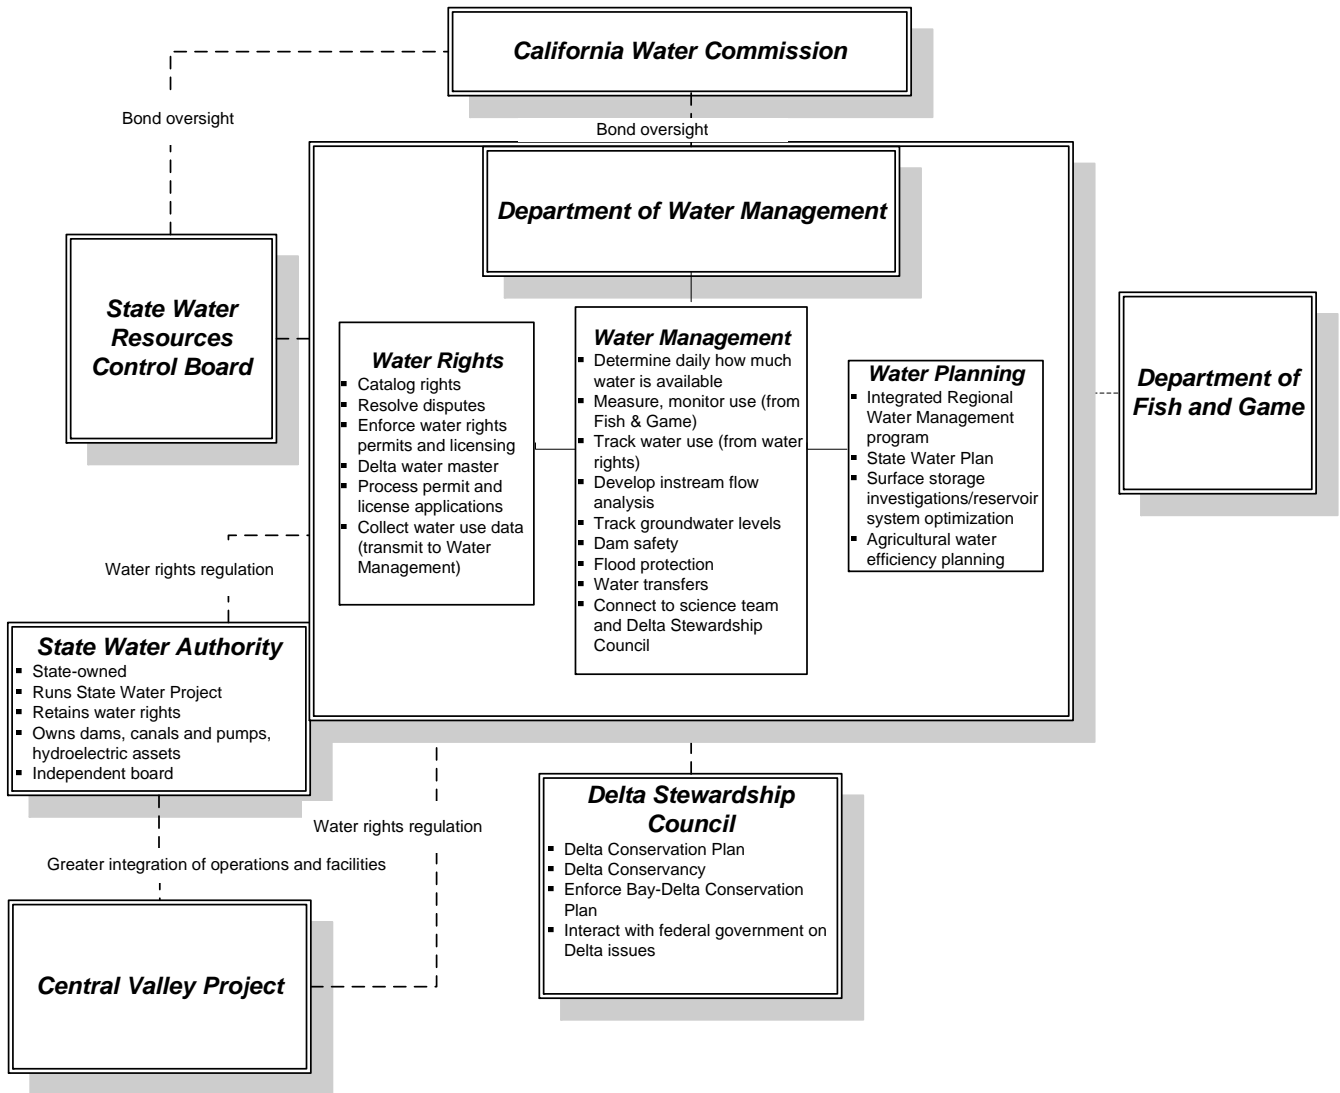 California Water Commission
Bond oversight
Bond oversight
Department of Water Management
State Water
Resources
Control Board
Water Rights
▪ Catalog rights
▪ Resolve disputes
▪ Enforce water rights
permits and licensing
▪ Delta water master
▪ Process permit and
license applications
▪ Collect water use data
(transmit to Water
Management)
Water Management
▪ Determine daily how much
water is available
▪ Measure, monitor use (from
Fish & Game)
▪ Track water use (from water
rights)
▪ Develop instream flow
analysis
▪ Track groundwater levels
▪ Dam safety
▪ Flood protection
▪ Water transfers
▪ Connect to science team
and Delta Stewardship
Council
Water Planning
▪ Integrated Regional
Water Management
program
▪ State Water Plan
▪ Surface storage
investigations/reservoir
system optimization
▪ Agricultural water
efficiency planning
Department of
Fish and Game
Water rights regulation
State Water Authority
▪ State-owned
▪ Runs State Water Project
▪ Retains water rights
▪ Owns dams, canals and pumps,
hydroelectric assets
▪ Independent board
Water rights regulation
Greater integration of operations and facilities
Central Valley Project
Delta Stewardship
Council
▪ Delta Conservation Plan
▪ Delta Conservancy
▪ Enforce Bay-Delta Conservation
Plan
▪ Interact with federal government on
Delta issues